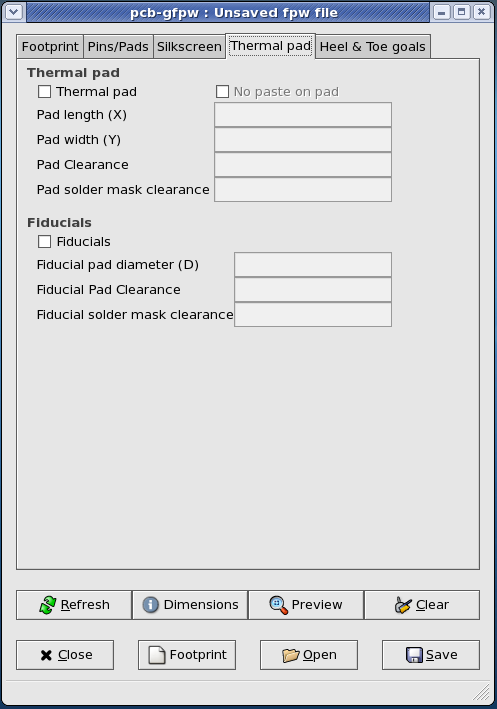 pcb-gfpw : Unsaved fpw file
Footprint Pins/Pads Silkscreen Thermal pad Heel & Toe goals
Thermal pad
Thermal pad No paste on pad
Pad length (X)
Pad width (Y)
Pad Clearance
Pad solder mask clearance
Fiducials
Fiducials
Fiducial pad diameter (D)
Fiducial Pad Clearance
Fiducial solder mask clearance
Refresh Dimensions Preview Clear
Close Footprint Open Save